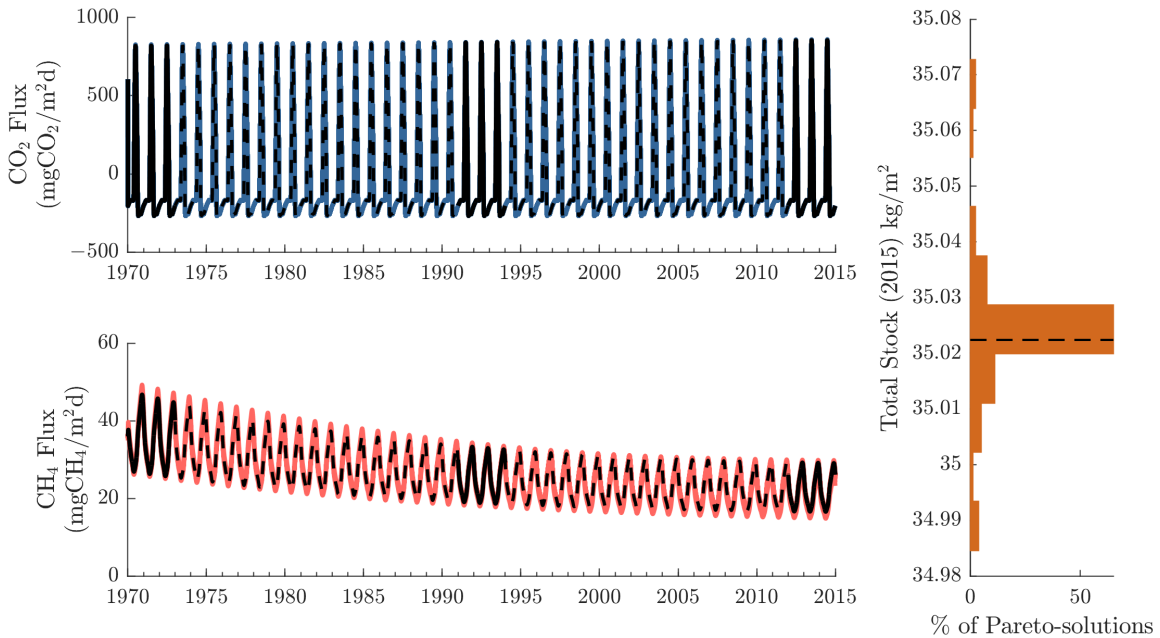 1000
500
0
−500
CO2 Flux
(mgCO2/m2d)
1970 1975 1980 1985 1990 1995 2000 2005 2010 2015
60
40
20
0
CH4 Flux
(mgCH4/m2d)
1970 1975 1980 1985 1990 1995 2000 2005 2010 2015
35.08
35.07
35.06
35.05
35.04
35.03
35.02
35.01
35
34.99
34.98
Total Stock (2015) kg/m2
0 50
% of Pareto-solutions